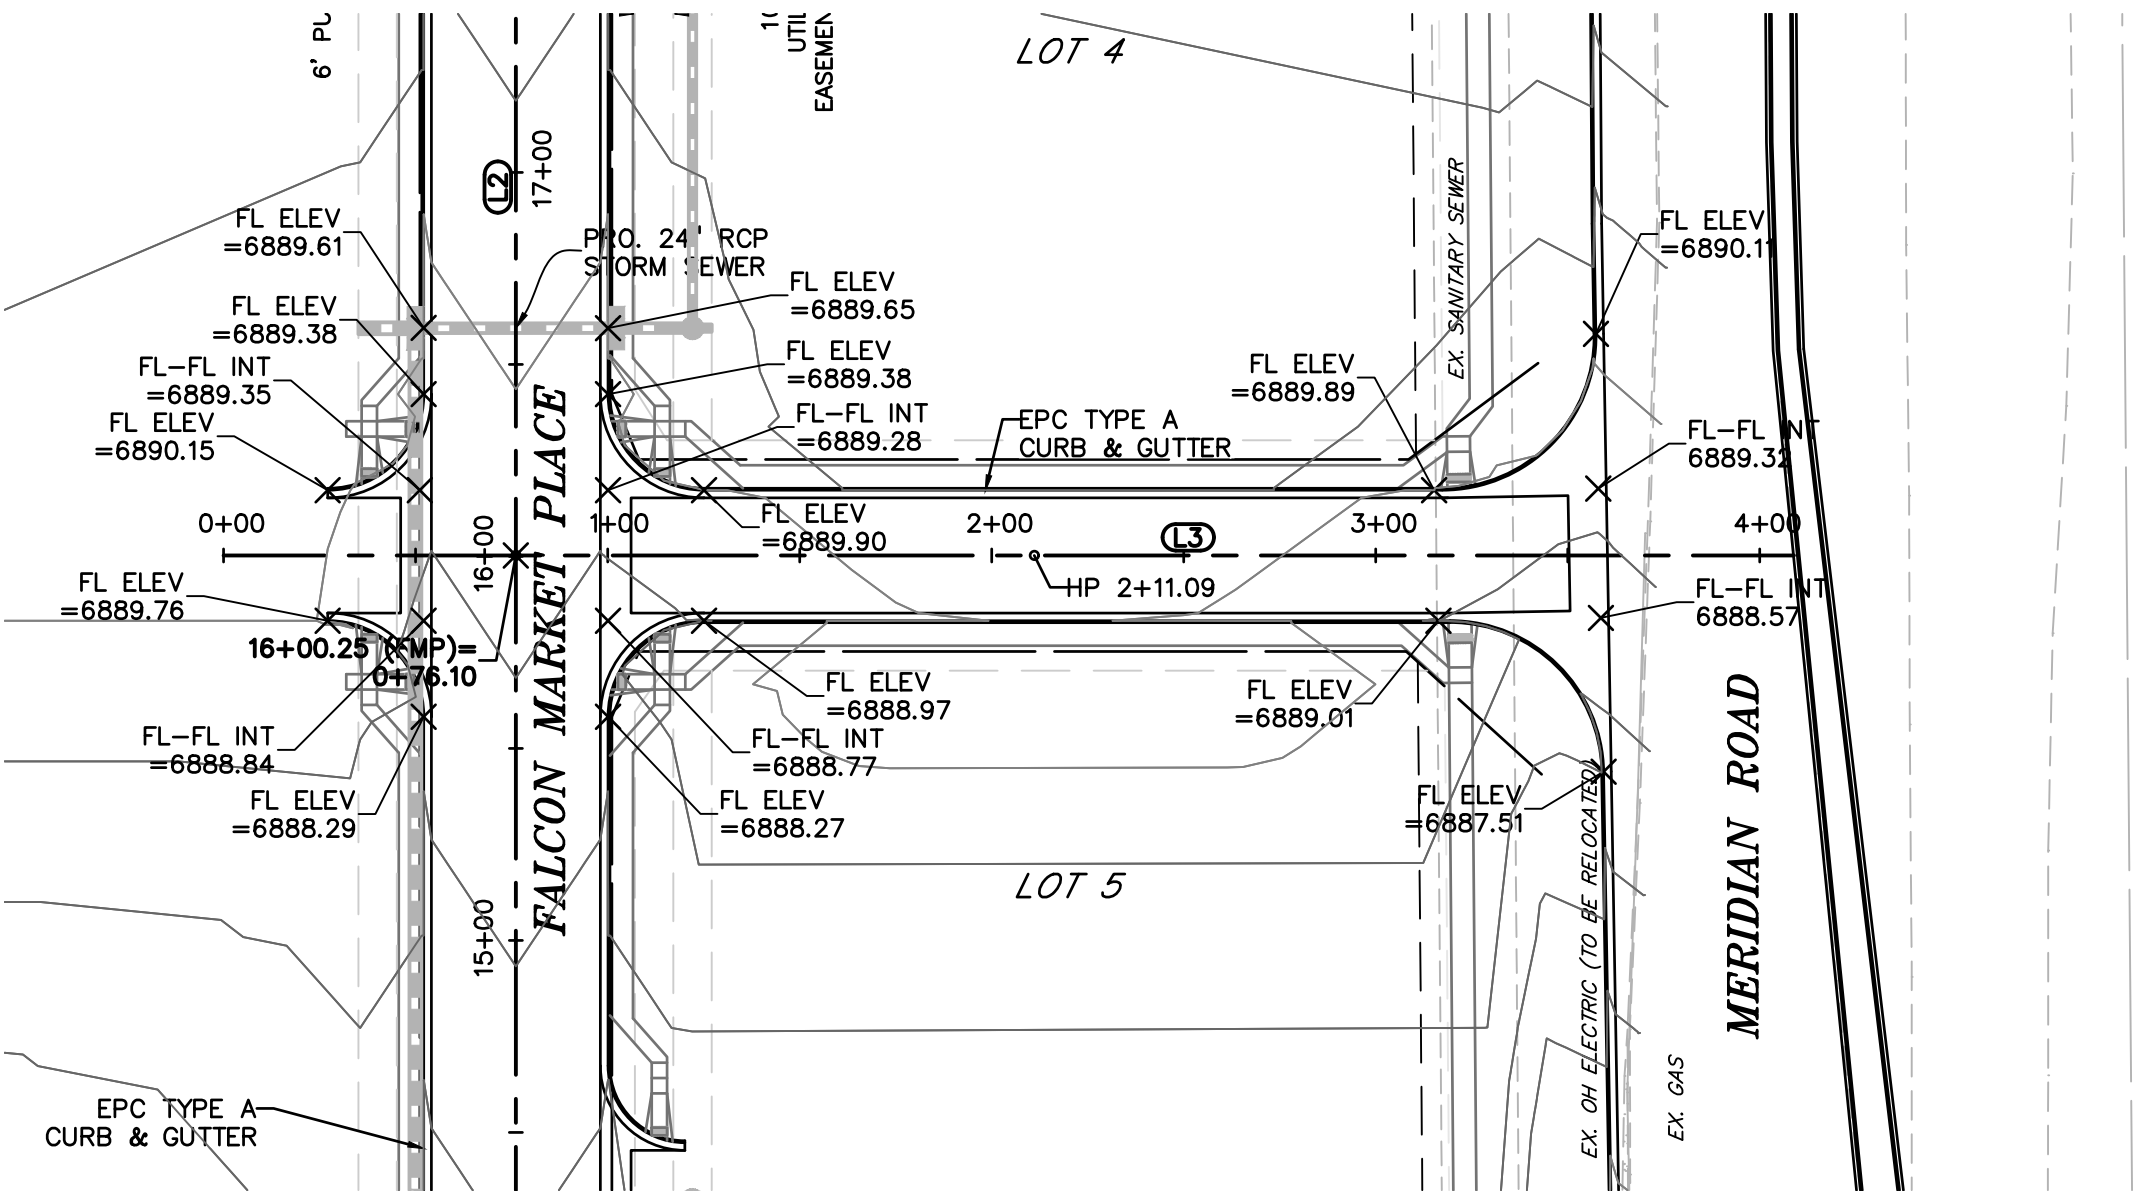 6' PU
10
UTIL
EASEMEN
LOT 4
L2
17+00
FL ELEV
=6889.61
PRO. 24" RCP
STORM SEWER
FL ELEV
=6889.65
EX. SANITARY SEWER
FL ELEV
=6890.11
FL ELEV
=6889.38
FL-FL INT
=6889.35
FL ELEV
=6890.15
FL ELEV
=6889.38
FL-FL INT
=6889.28
EPC TYPE A
CURB & GUTTER
FL ELEV
=6889.89
FL-FL INT
6889.32
0+00
16+00
1+00
FL ELEV
=6889.90
2+00
L3
3+00
4+00
HP 2+11.09
FL ELEV
=6889.76
FL-FL INT
6888.57
16+00.25 (FMP)=
0+76.10
FALCON MARKET PLACE
FL ELEV
=6888.97
FL ELEV
=6889.01
FL-FL INT
=6888.84
FL-FL INT
=6888.77
FL ELEV
=6888.29
FL ELEV
=6888.27
FL ELEV
=6887.51
MERIDIAN ROAD
LOT 5
15+00
EX. OH ELECTRIC (TO BE RELOCATED)
EX. GAS
EPC TYPE A
CURB & GUTTER